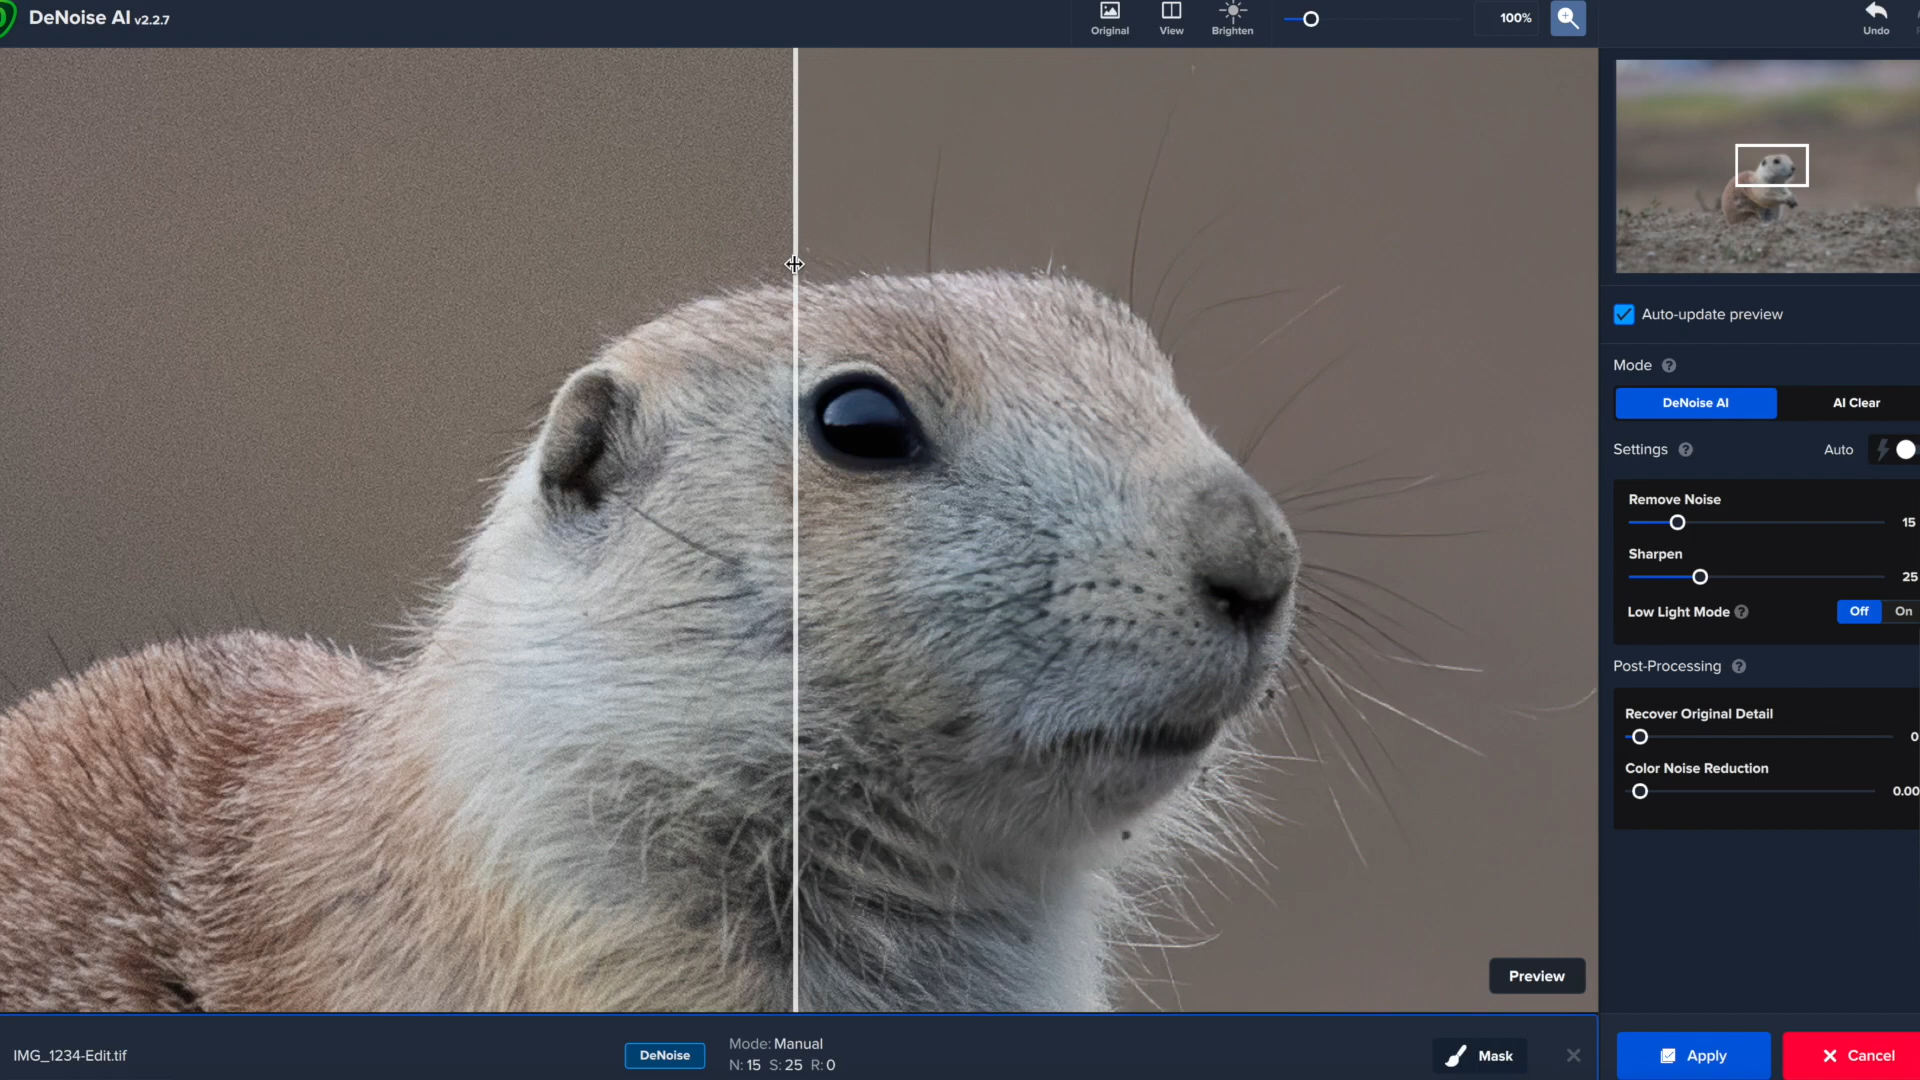 DeNoise AI v2.2.7
Original
View
Brighten
100%
Undo
Auto-update preview
Mode
DeNoise AI
AI Clear
Settings
Auto
Remove Noise
15
Sharpen
25
Low Light Mode
Off
On
Post-Processing
Recover Original Detail
0
Color Noise Reduction
0.00
Preview
IMG_1234-Edit.tif
DeNoise
Mode: Manual
N: 15 S: 25 R: 0
Mask
Apply
Cancel